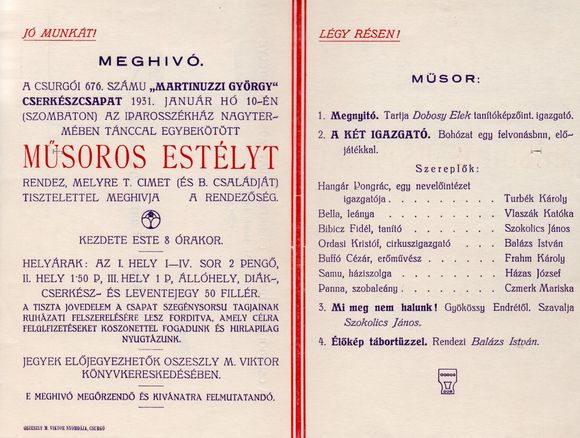 JÓ MUNKÁT!
MEGHIVÓ.
A CSURGÓI 676. SZÁMU „MARTINUZZI GYÖRGY“
CSERKÉSZCSAPAT 1931. JANUÁR HÓ 10-ÉN
(SZOMBATON) AZ IPAROSSZÉKHÁZ NAGYTER-
MÉBEN TÁNCCAL EGYBEKÖTÖTT
MŰSOROS ESTÉLYT
RENDEZ, MELYRE T. CIMET (ÉS B. CSALÁDJÁT)
TISZTELETTEL MEGHIVJA A RENDEZŐSÉG.
KEZDETE ESTE 8 ÓRAKOR.
HELYÁRAK: AZ I. HELY I—IV. SOR 2 PENGŐ,
II. HELY 1·50 P, III. HELY 1 P, ÁLLÓHELY, DIÁK-,
CSERKÉSZ- ÉS LEVENTEJEGY 50 FILLÉR.
A TISZTA JÖVEDELEM A CSAPAT SZEGÉNYSORSU TAGJAINAK
RUHÁZATI FELSZERELÉSÉRE LESZ FORDITVA, AMELY CÉLRA
FELÜLFIZETÉSEKET KÖSZÖNETTEL FOGADUNK ÉS HIRLAPILAG
NYUGTÁZUNK.
JEGYEK ELŐJEGYEZHETŐK OSZESZLY M. VIKTOR
KÖNYVKERESKEDÉSÉBEN.
E MEGHIVÓ MEGŐRZENDŐ ÉS KIVÁNATRA FELMUTATANDÓ.
OSZESZLY M. VIKTOR NYOMDÁJA, CSURGÓ
LÉGY RÉSEN!
MŰSOR:
1. Megnyitó. Tartja Dobosy Elek tanítóképzőint. igazgató.
2. A KÉT IGAZGATÓ. Bohózat egy felvonásbnn, elő-
játékkal.
Szereplők:
Hangár Pongrác, egy nevelőintézet
igazgatója . . . . Turbék Károly
Bella, leánya . . . . Vlaszák Katóka
Bibicz Fidél, tanító . . . . Szokolics János
Ordasi Kristóf, cirkuszigazgató . . Balázs István
Buffó Cézár, erőművész . . . Frahm Károly
Samu, háziszolga . . . . Házas József
Panna, szobaleány . . . . Czmerk Mariska
3. Mi meg nem halunk! Gyökössy Endrétől. Szavalja
Szokolics János.
4. Élőkép tábortűzzel. Rendezi Balázs István.